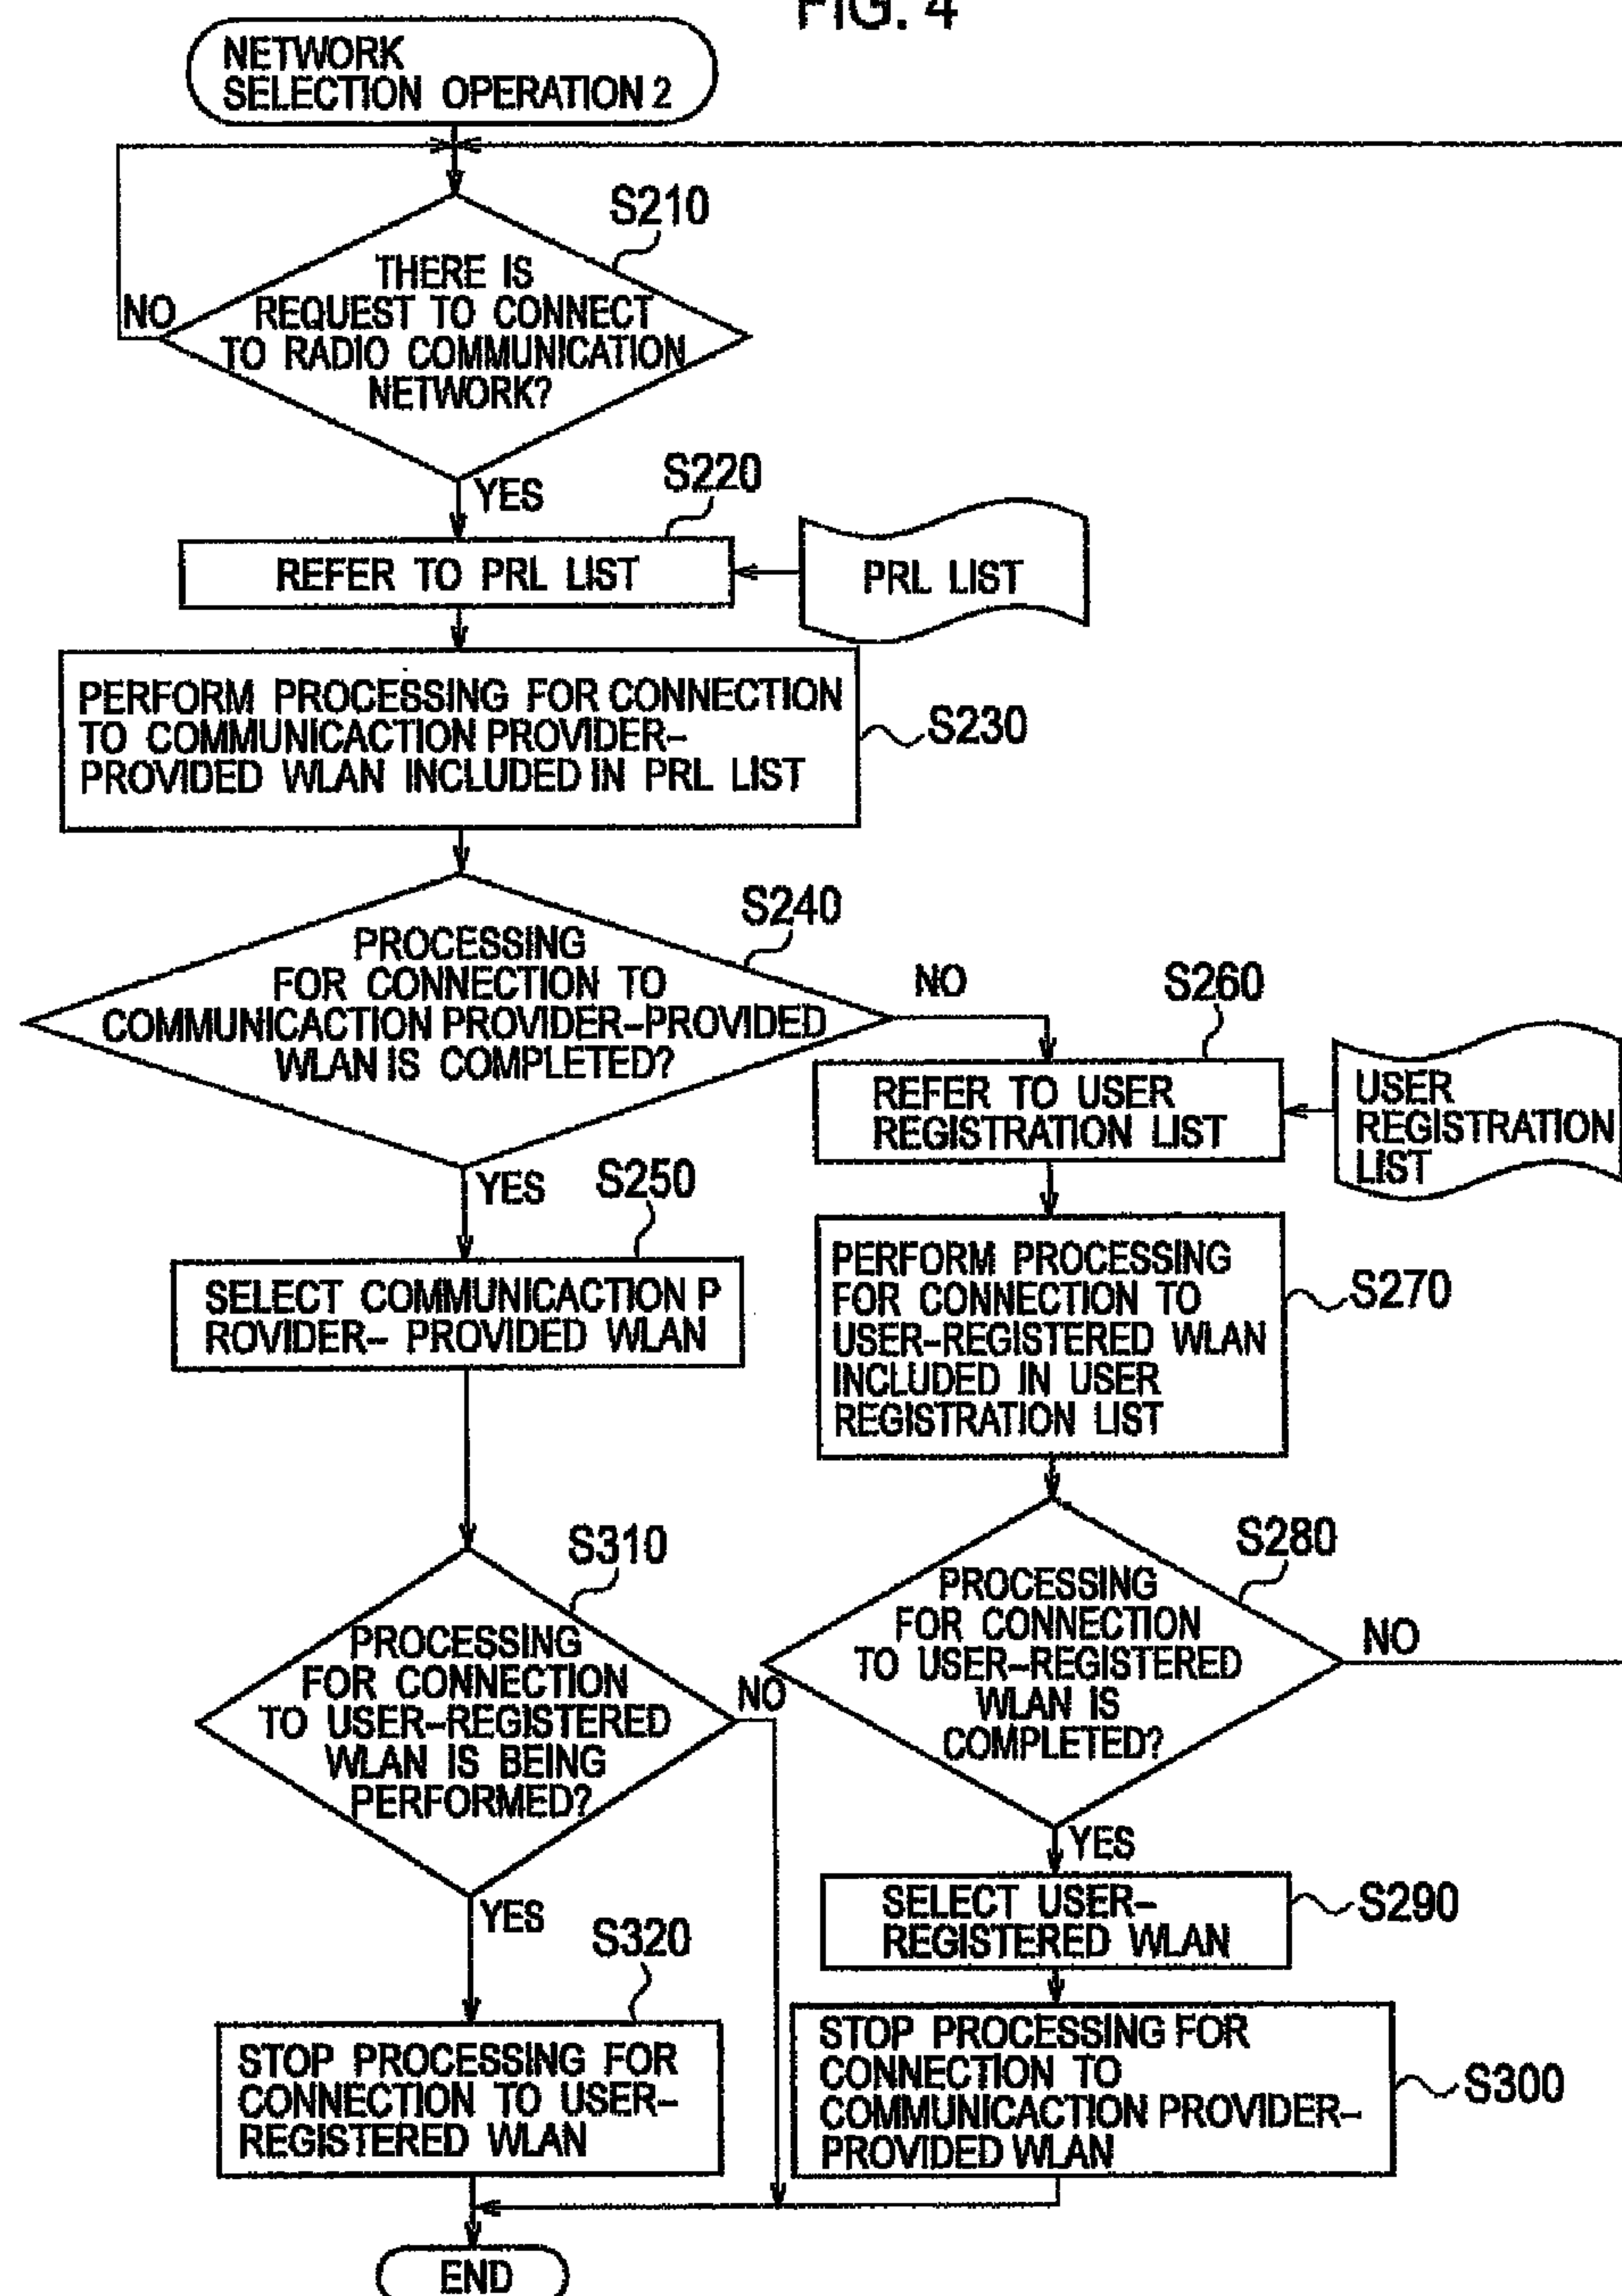 FIG. 4
NETWORK
SELECTION OPERATION 2
S210
THERE IS
REQUEST TO CONNECT
TO RADIO COMMUNICATION
NETWORK?
NO
YES
S220
REFER TO PRL LIST
PRL LIST
PERFORM PROCESSING FOR CONNECTION
TO COMMUNICACTION PROVIDER-
PROVIDED WLAN INCLUDED IN PRL LIST
S230
S240
PROCESSING
FOR CONNECTION TO
COMMUNICACTION PROVIDER-PROVIDED
WLAN IS COMPLETED?
NO
YES
S250
SELECT COMMUNICACTION P
ROVIDER- PROVIDED WLAN
S260
REFER TO USER
REGISTRATION LIST
USER
REGISTRATION
LIST
PERFORM PROCESSING
FOR CONNECTION TO
USER-REGISTERED WLAN
INCLUDED IN USER
REGISTRATION LIST
S270
S280
PROCESSING
FOR CONNECTION
TO USER-REGISTERED
WLAN IS
COMPLETED?
NO
YES
SELECT USER-
REGISTERED WLAN
S290
STOP PROCESSING FOR
CONNECTION TO
COMMUNICACTION PROVIDER-
PROVIDED WLAN
S300
S310
PROCESSING
FOR CONNECTION
TO USER-REGISTERED
WLAN IS BEING
PERFORMED?
NO
YES
S320
STOP PROCESSING FOR
CONNECTION TO USER-
REGISTERED WLAN
END